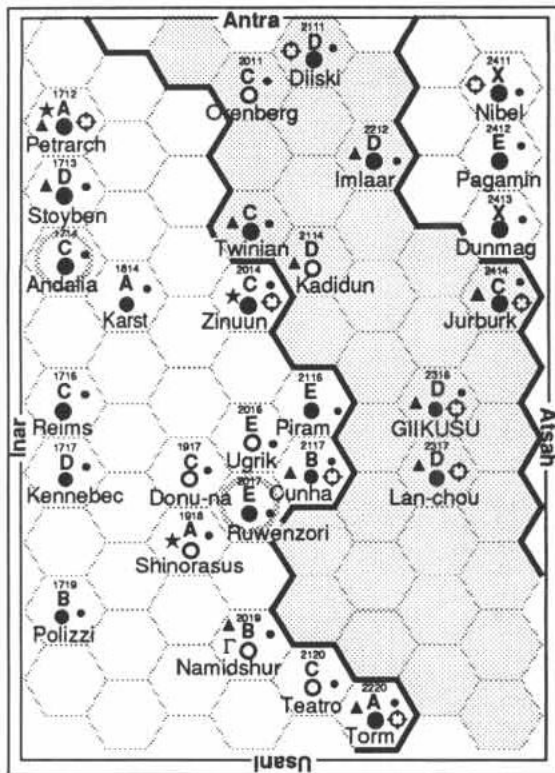 Antra
2111
D
Diiski
2011
C
Orenberg
2411
X
Nibel
1712
A
Petrarch
2212
D
Imlaar
2412
E
Pagamin
1713
D
Stoyben
C
Twinian
2413
X
Dunmag
1714
C
Andalia
1814
A
Karst
2014
C
Zinuun
2114
D
Kadidun
2414
C
Jurburk
1716
C
Reims
2016
E
Ugrik
2116
E
Piram
2316
D
GIIKUSU
Inar
Atsah
1717
D
Kennebec
1917
C
Donu-na
2017
E
Ruwenzori
2117
B
Cunha
2317
D
Lan-chou
1918
A
Shinorasus
1719
B
Polizzi
2019
B
Γ
Namidshur
2120
C
Teatro
2220
A
Torm
Usani